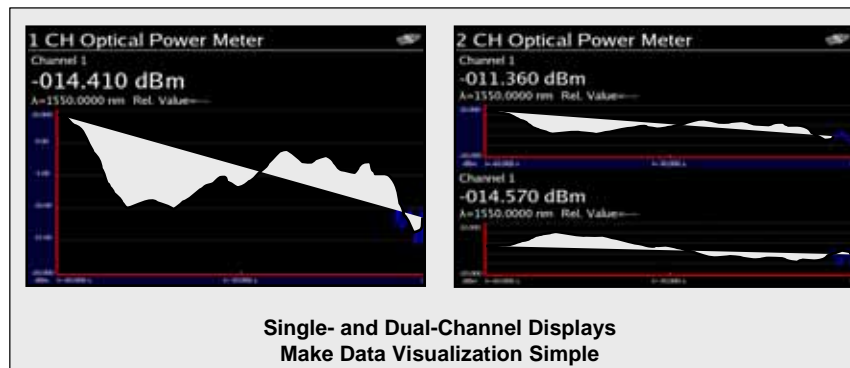 1 CH Optical Power Meter
Channel 1
-014.410 dBm
λ=1550.0000 nm Rel. Value=---
2 CH Optical Power Meter
Channel 1
-011.360 dBm
λ=1550.0000 nm Rel. Value=---
Channel 1
-014.570 dBm
λ=1550.0000 nm Rel. Value=---
Single- and Dual-Channel Displays
Make Data Visualization Simple